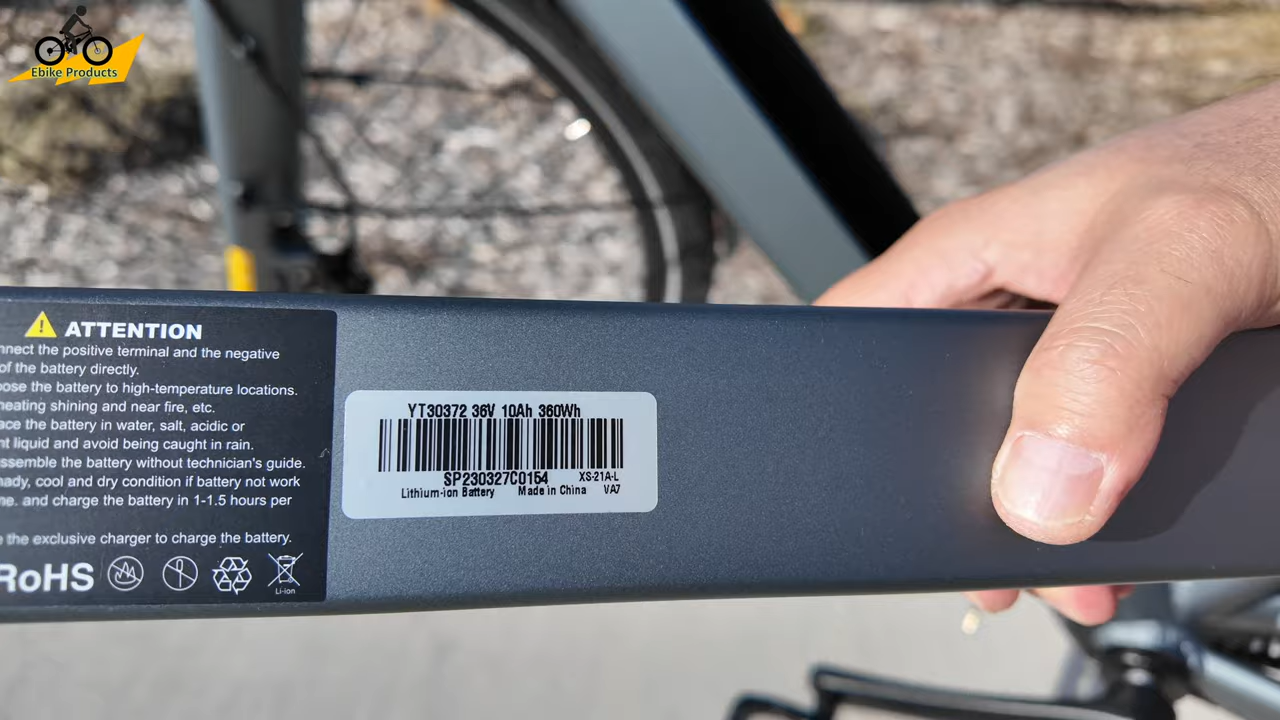 Ebike Products
ATTENTION
nnect the positive terminal and the negative
of the battery directly.
ose the battery to high-temperature locations.
heating shining and near fire, etc.
ace the battery in water, salt, acidic or
nt liquid and avoid being caught in rain.
ssemble the battery without technician's guide.
hady, cool and dry condition if battery not work
me. and charge the battery in 1-1.5 hours per
e the exclusive charger to charge the battery.
RoHS
Li-ion
YT30372 36V 10Ah 360Wh
SP230327C0154 XS-21A-L
Lithium-ion Battery Made in China VA7